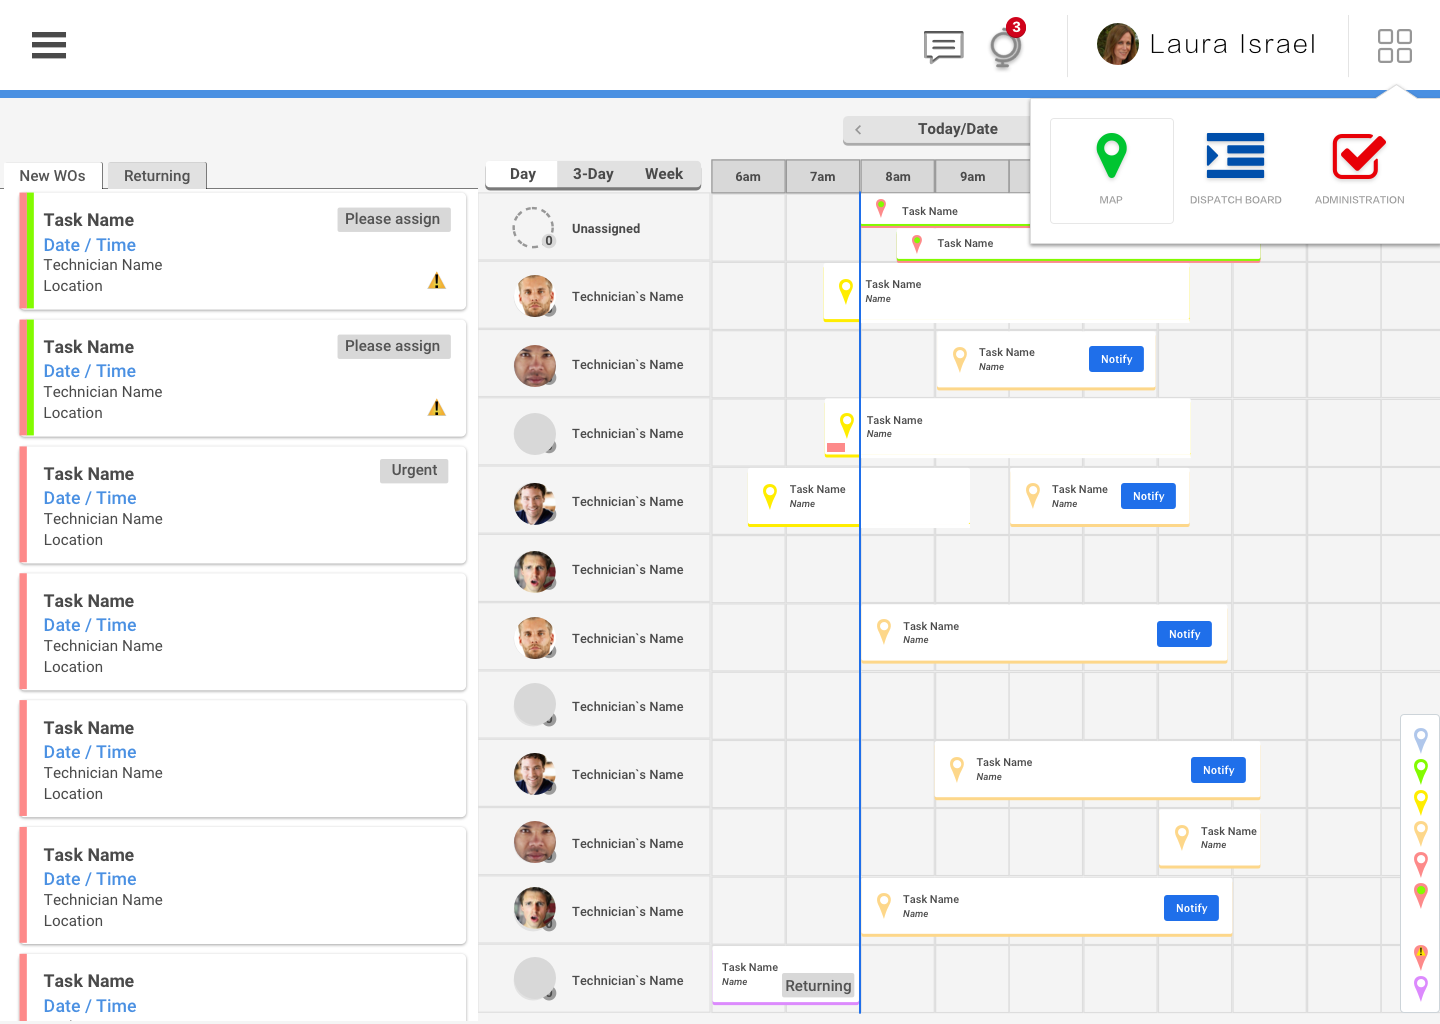 3
Laura Israel
Today/Date
MAP
DISPATCH BOARD
ADMINISTRATION
New WOs
Returning
Day
3-Day
Week
6am
7am
8am
9am
Task Name
Please assign
Date / Time
Technician Name
Location
Task Name
Please assign
Date / Time
Technician Name
Location
Task Name
Urgent
Date / Time
Technician Name
Location
Task Name
Date / Time
Technician Name
Location
Task Name
Date / Time
Technician Name
Location
Task Name
Date / Time
Technician Name
Location
Task Name
Date / Time
0
Unassigned
Task Name
Task Name
Technician`s Name
Task Name
Name
Technician`s Name
Task Name
Name
Notify
Technician`s Name
Task Name
Name
Technician`s Name
Task Name
Name
Task Name
Name
Notify
Technician`s Name
Technician`s Name
Task Name
Name
Notify
Technician`s Name
Technician`s Name
Task Name
Name
Notify
Technician`s Name
Task Name
Name
Technician`s Name
Task Name
Name
Notify
Technician`s Name
Task Name
Name
Returning